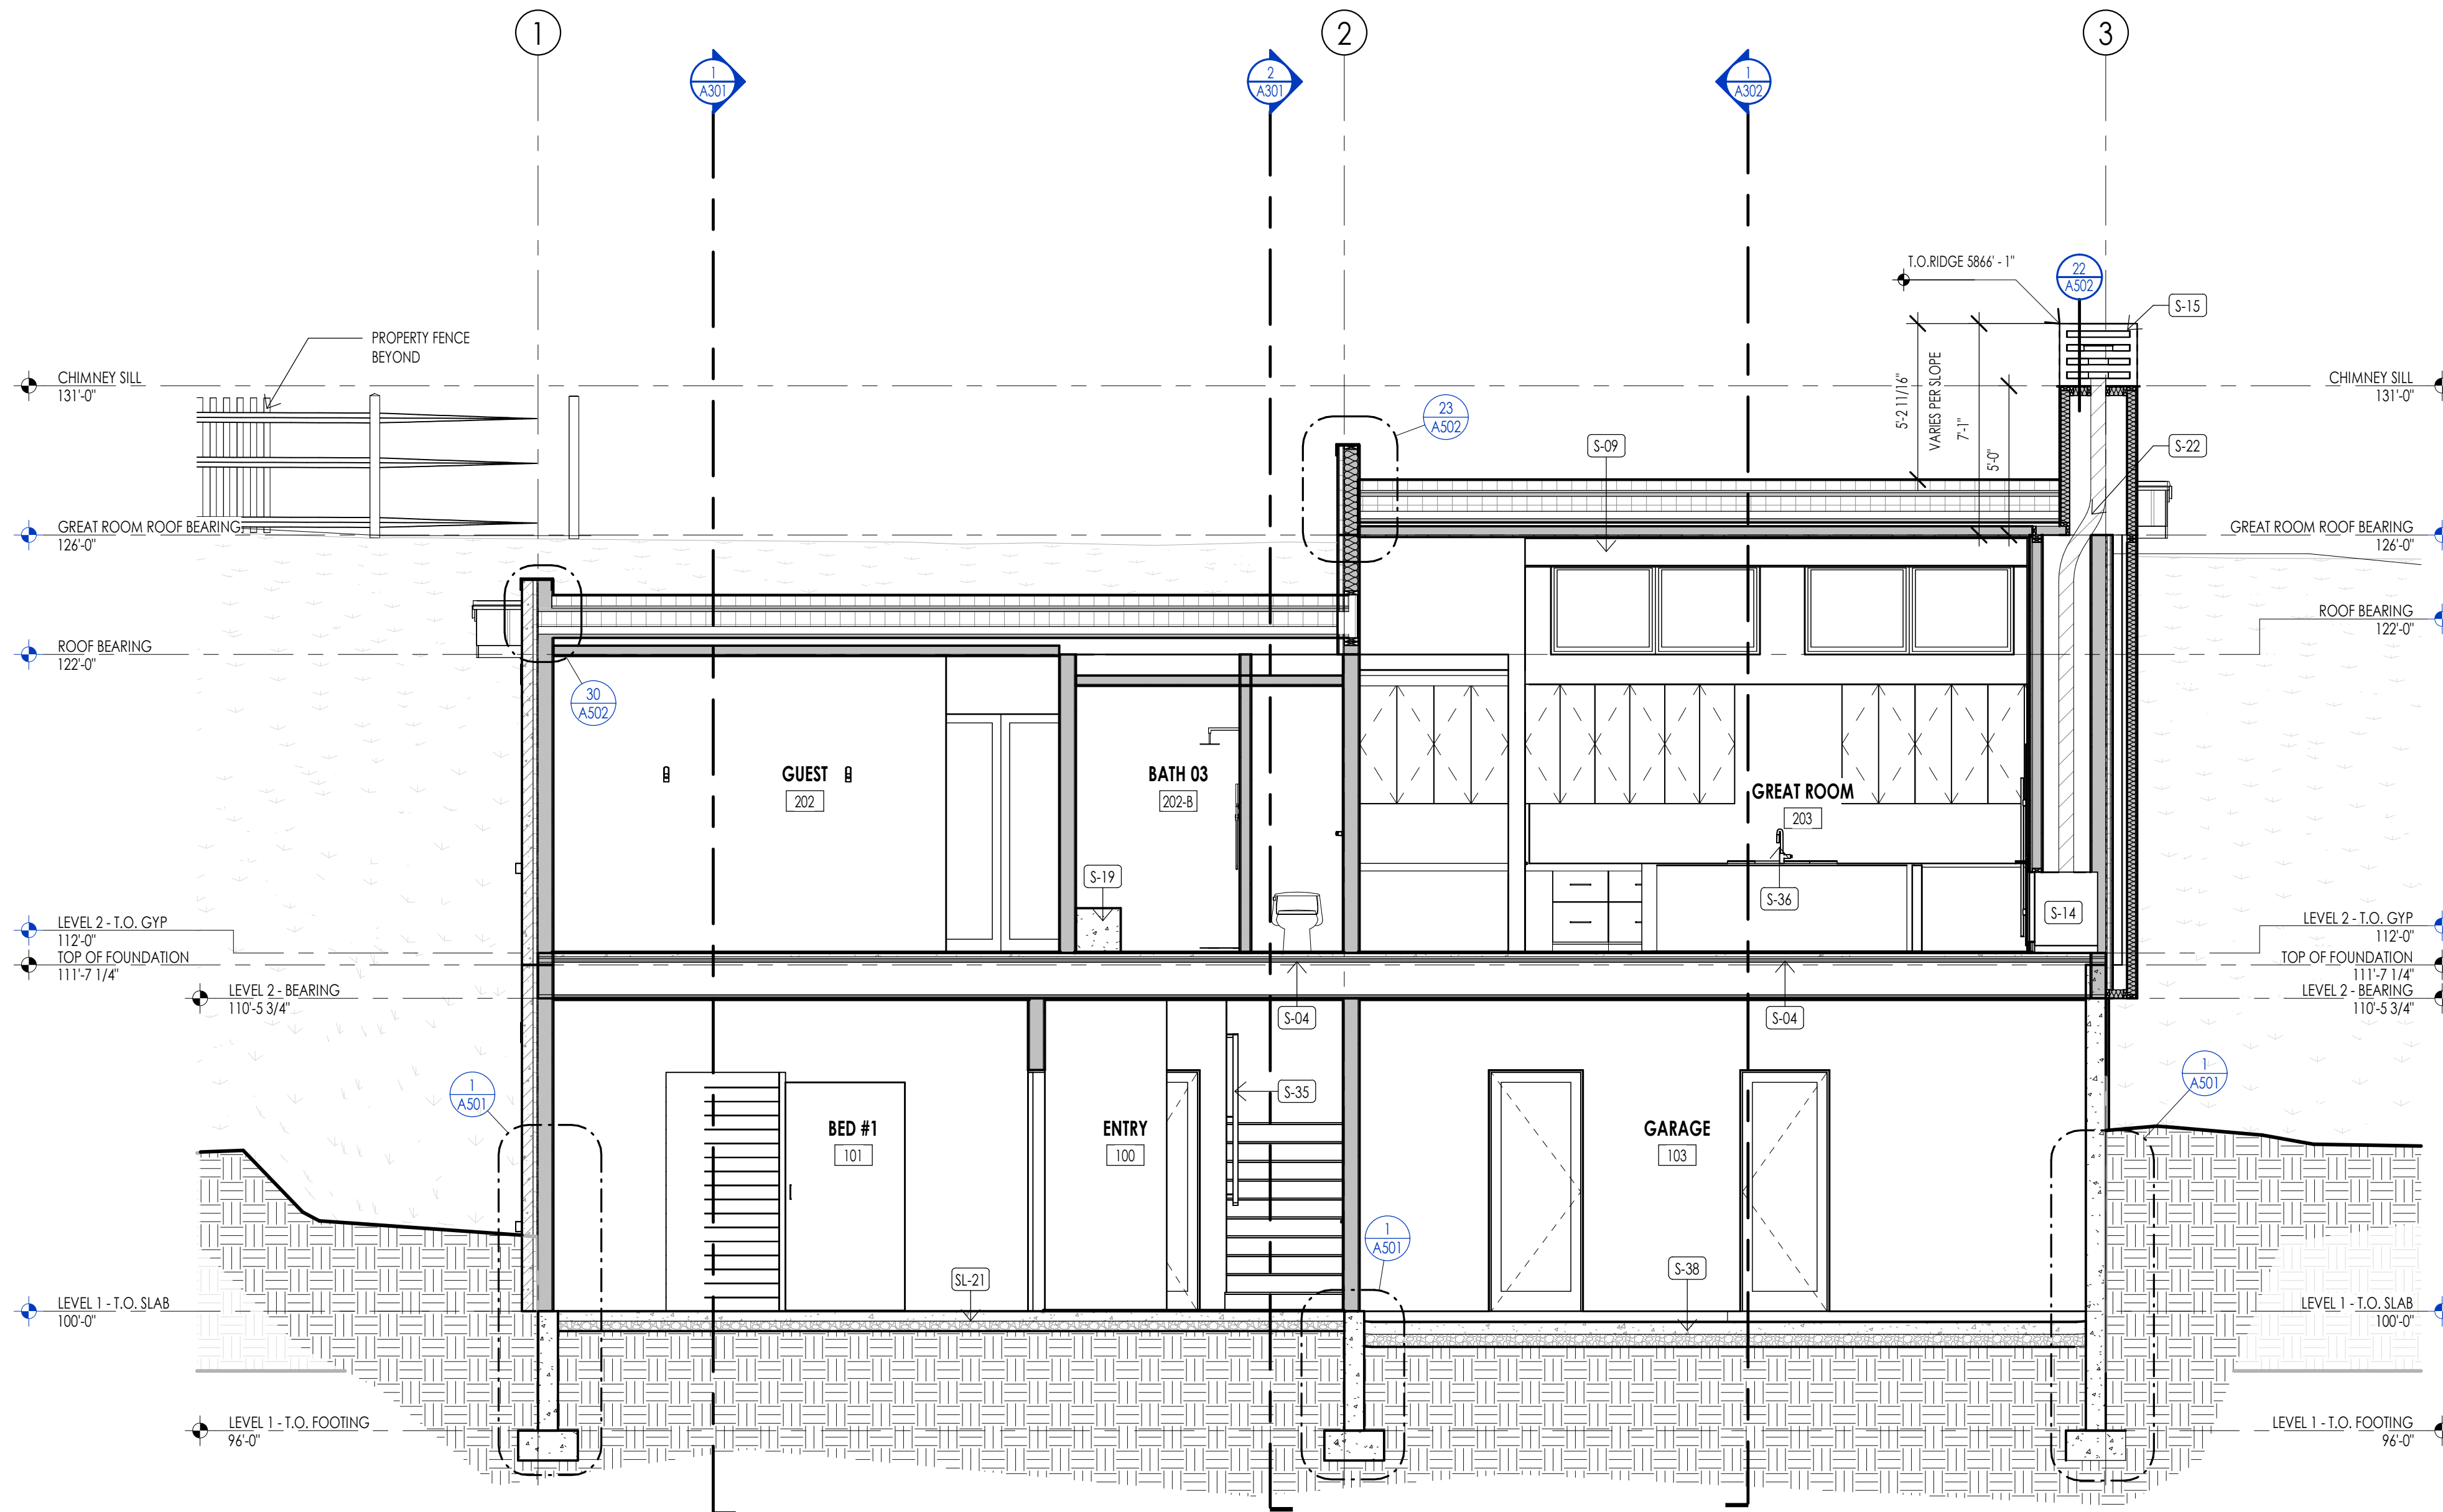 1
2
3
1
A301
2
A301
1
A302
T.O.RIDGE 5866' - 1"
22
A502
S-15
PROPERTY FENCE
BEYOND
5'-2 11/16"
VARIES PER SLOPE
7'-1"
5'-0"
CHIMNEY SILL
131'-0"
CHIMNEY SILL
131'-0"
23
A502
S-09
S-22
GREAT ROOM ROOF BEARING
126'-0"
GREAT ROOM ROOF BEARING
126'-0"
ROOF BEARING
122'-0"
ROOF BEARING
122'-0"
30
A502
GUEST
202
BATH 03
202-B
GREAT ROOM
203
S-19
S-36
S-14
LEVEL 2 - T.O. GYP
112'-0"
TOP OF FOUNDATION
111'-7 1/4"
LEVEL 2 - BEARING
110'-5 3/4"
LEVEL 2 - T.O. GYP
112'-0"
TOP OF FOUNDATION
111'-7 1/4"
LEVEL 2 - BEARING
110'-5 3/4"
S-04
S-04
1
A501
S-35
1
A501
BED #1
101
ENTRY
100
GARAGE
103
1
A501
SL-21
S-38
LEVEL 1 - T.O. SLAB
100'-0"
LEVEL 1 - T.O. SLAB
100'-0"
LEVEL 1 - T.O. FOOTING
96'-0"
LEVEL 1 - T.O. FOOTING
96'-0"